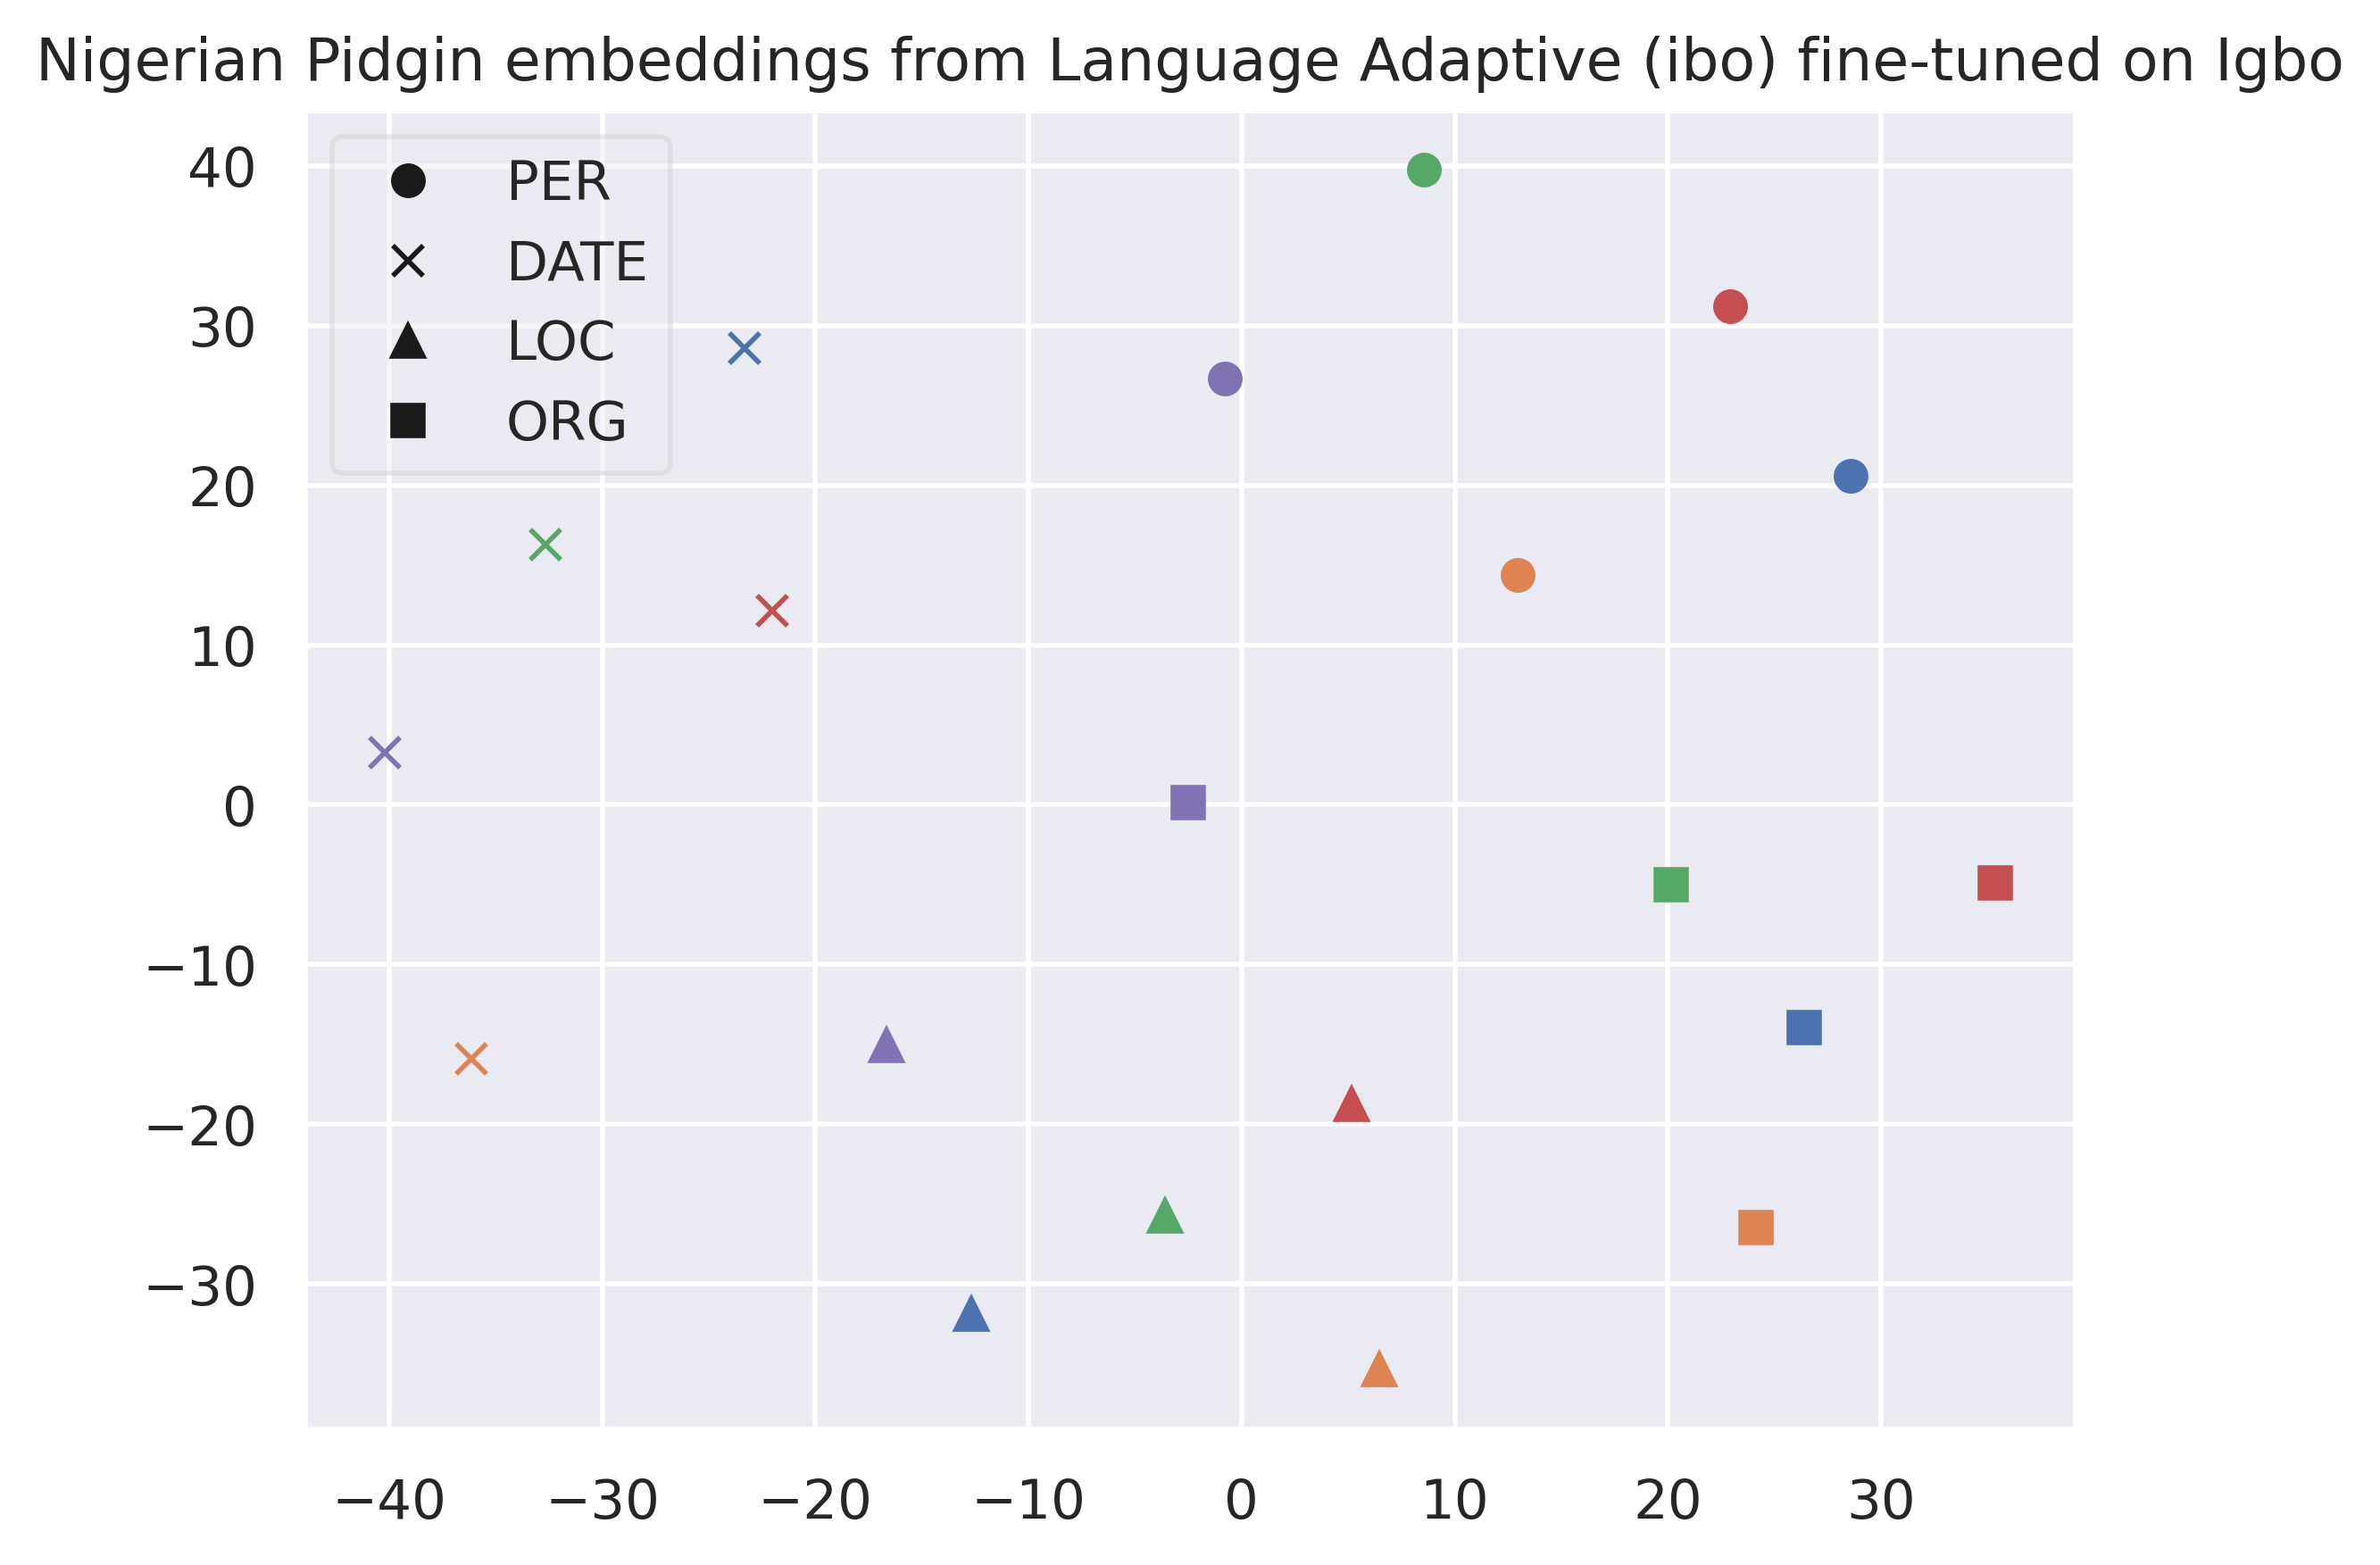 Nigerian Pidgin embeddings from Language Adaptive (ibo) fine-tuned on Igbo
PER
DATE
LOC
ORG
40
30
20
10
0
−10
−20
−30
−40 −30 −20 −10 0 10 20 30